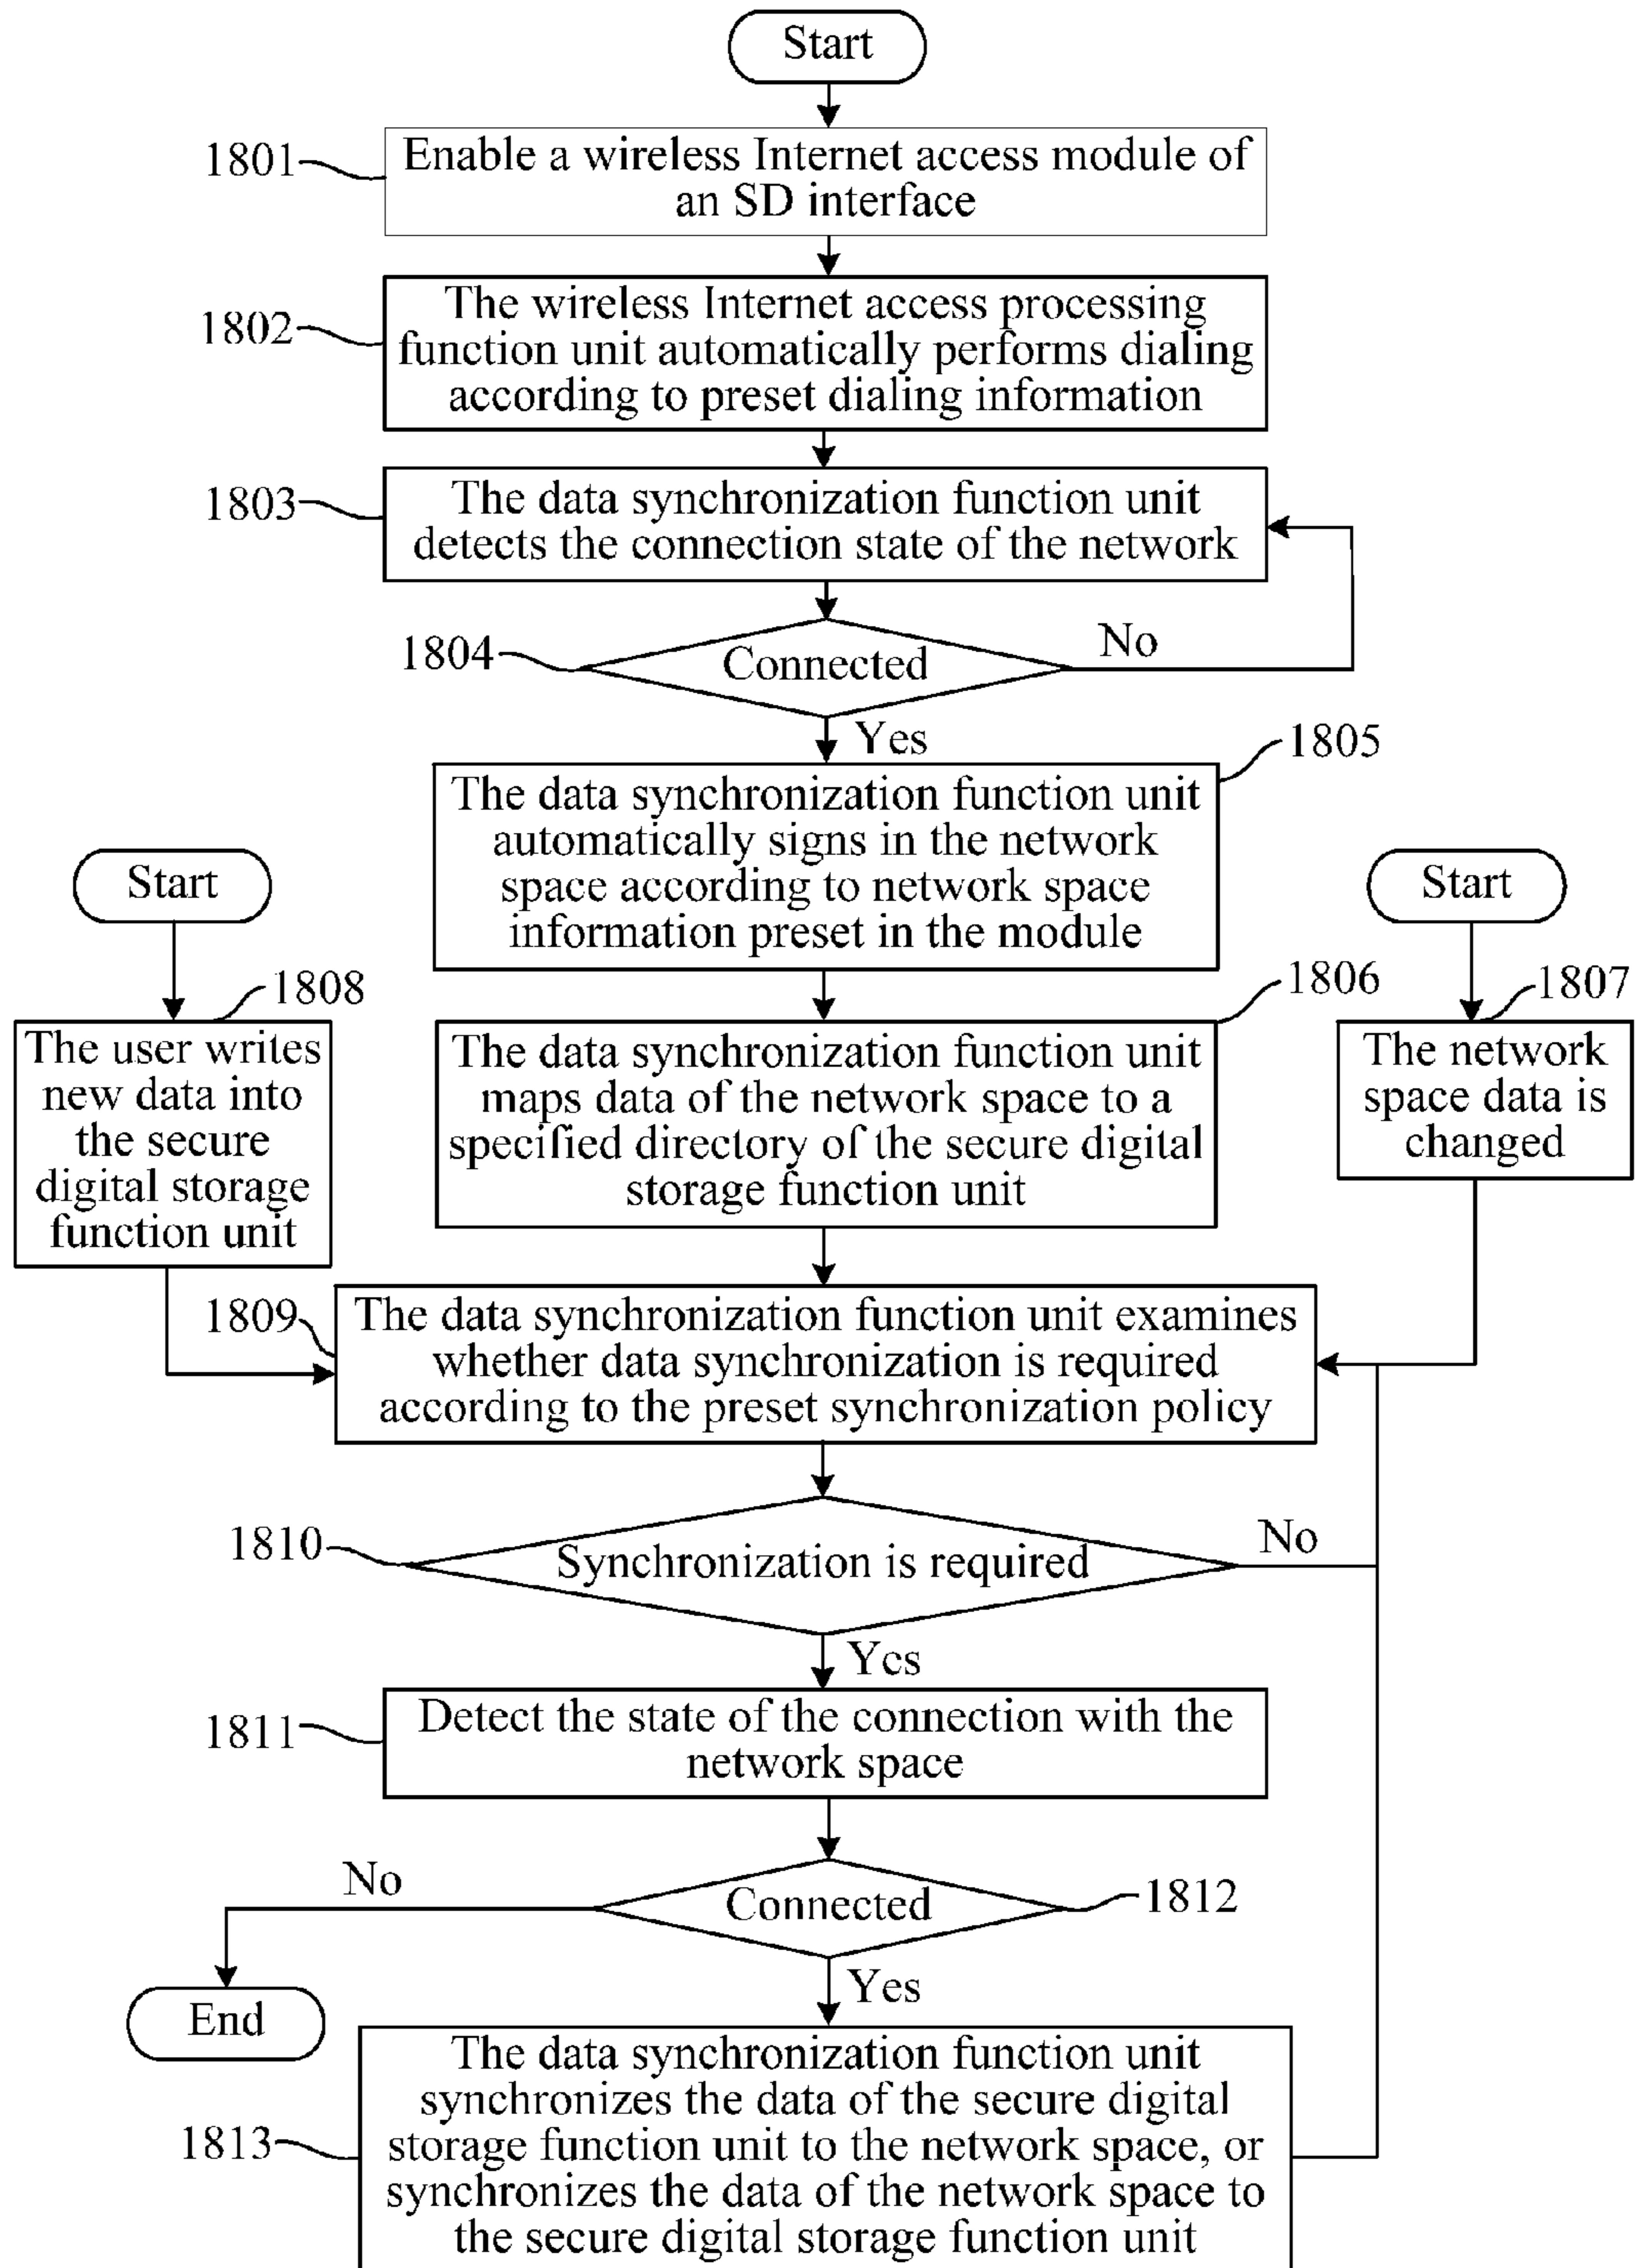 Start
1801
Enable a wireless Internet access module of
an SD interface
1802
The wireless Internet access processing
function unit automatically performs dialing
according to preset dialing information
1803
The data synchronization function unit
detects the connection state of the network
1804
Connected
No
Yes
1805
The data synchronization function unit
automatically signs in the network
space according to network space
information preset in the module
Start
Start
1808
The user writes
new data into
the secure
digital storage
function unit
1806
The data synchronization function unit
maps data of the network space to a
specified directory of the secure digital
storage function unit
1807
The network
space data is
changed
1809
The data synchronization function unit examines
whether data synchronization is required
according to the preset synchronization policy
1810
Synchronization is required
No
Yes
1811
Detect the state of the connection with the
network space
No
Connected
1812
End
Yes
1813
The data synchronization function unit
synchronizes the data of the secure digital
storage function unit to the network space, or
synchronizes the data of the network space to
the secure digital storage function unit